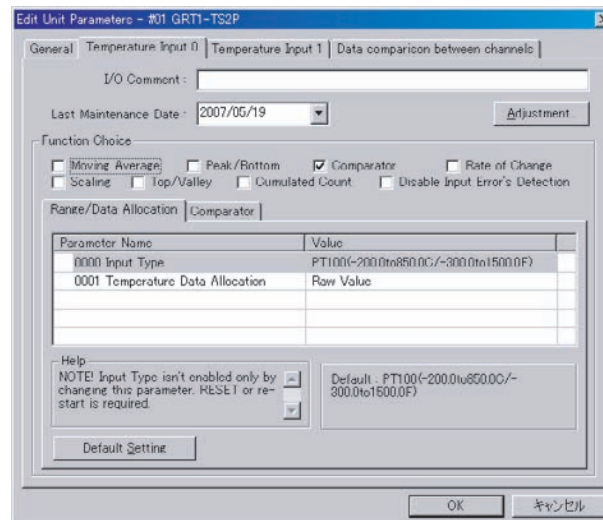 Edit Unit Parameters - #01 GRT1-TS2P
General Temperature Input 0 Temperature Input 1 Data comparison between channels
I/O Comment :
Last Maintenance Date : 2007/05/19 Adjustment
Function Choice
Moving Average Peak/Bottom Comparator Rate of Change
Scaling Top/Valley Cumulated Count Disable Input Error's Detection
Range/Data Allocation Comparator
Parameter Name Value
0000 Input Type PT100(-200.0to850.0C/-300.0to1500.0F)
0001 Temperature Data Allocation Raw Value
Help
NOTE! Input Type isn't enabled only by
changing this parameter. RESET or re-
start is required.
Default : PT100(-200.0to850.0C/-
300.0to1500.0F)
Default Setting
OK キャンセル